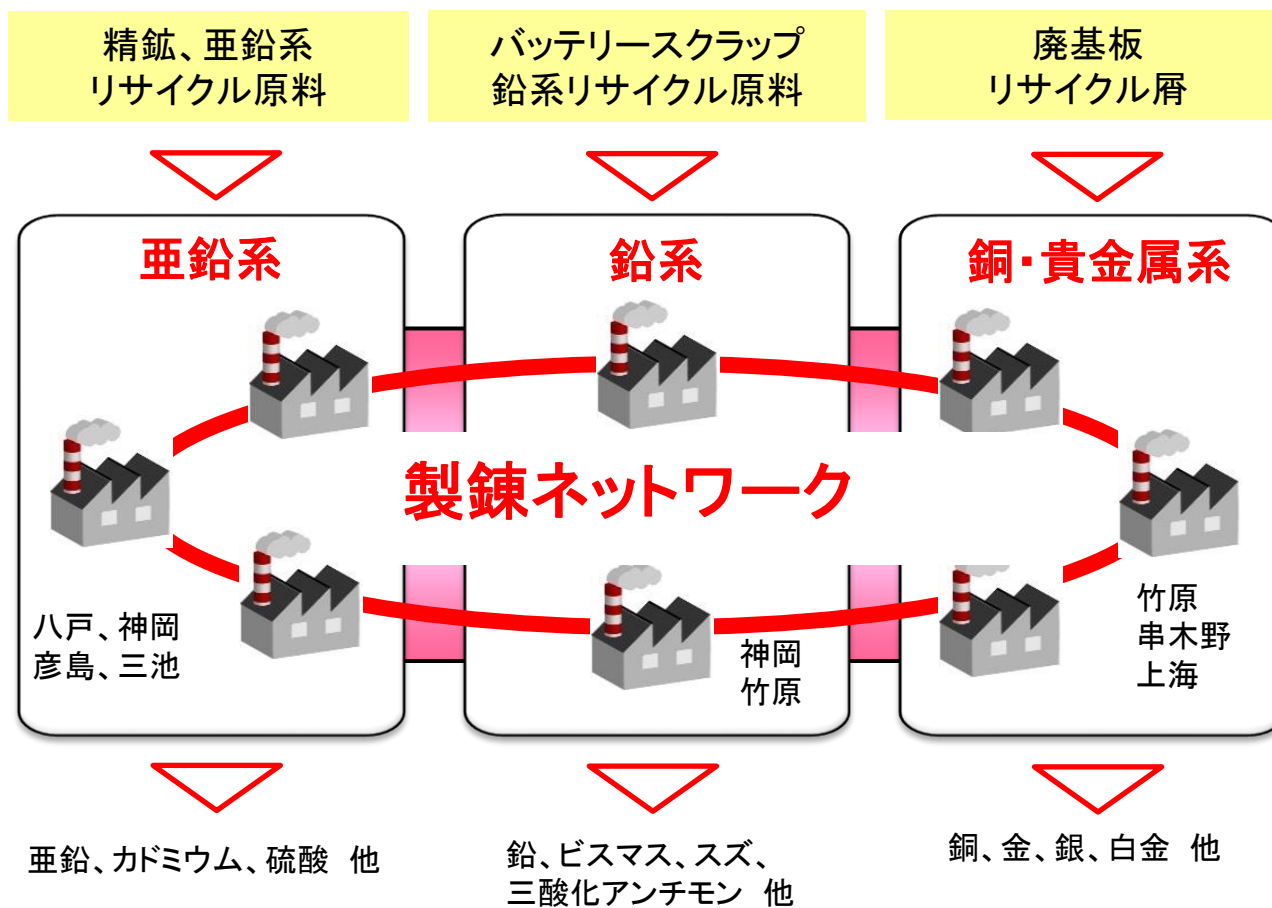 精鉱、亜鉛系
リサイクル原料
バッテリースクラップ
鉛系リサイクル原料
廃基板
リサイクル屑
亜鉛系
鉛系
銅・貴金属系
製錬ネットワーク
八戸、神岡
彦島、三池
神岡
竹原
竹原
串木野
上海
亜鉛、カドミウム、硫酸 他
鉛、ビスマス、スズ、
三酸化アンチモン 他
銅、金、銀、白金 他